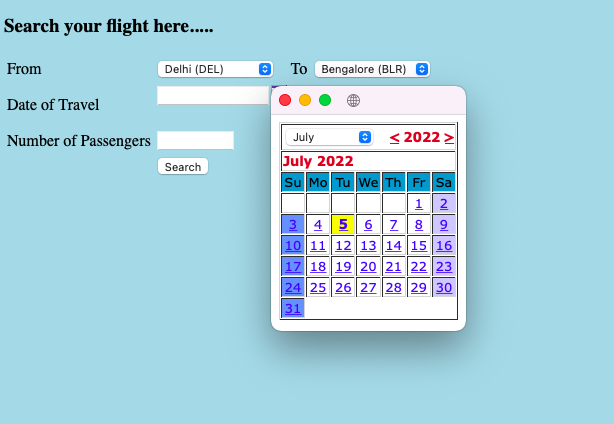 Search your flight here.....
From Delhi (DEL) To Bengalore (BLR)
Date of Travel
Number of Passengers
Search
July < 2022 >
July 2022
Su Mo Tu We Th Fr Sa
1 2
3 4 5 6 7 8 9
10 11 12 13 14 15 16
17 18 19 20 21 22 23
24 25 26 27 28 29 30
31